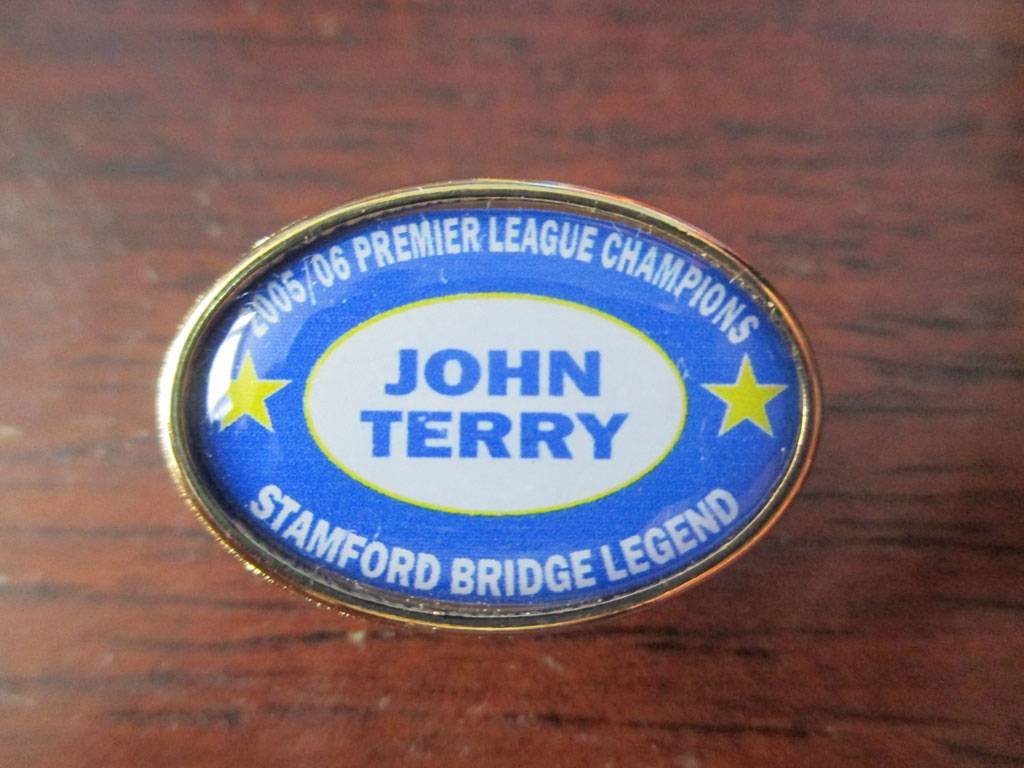 2005/06 PREMIER LEAGUE CHAMPIONS
JOHN
TERRY
STAMFORD BRIDGE LEGEND